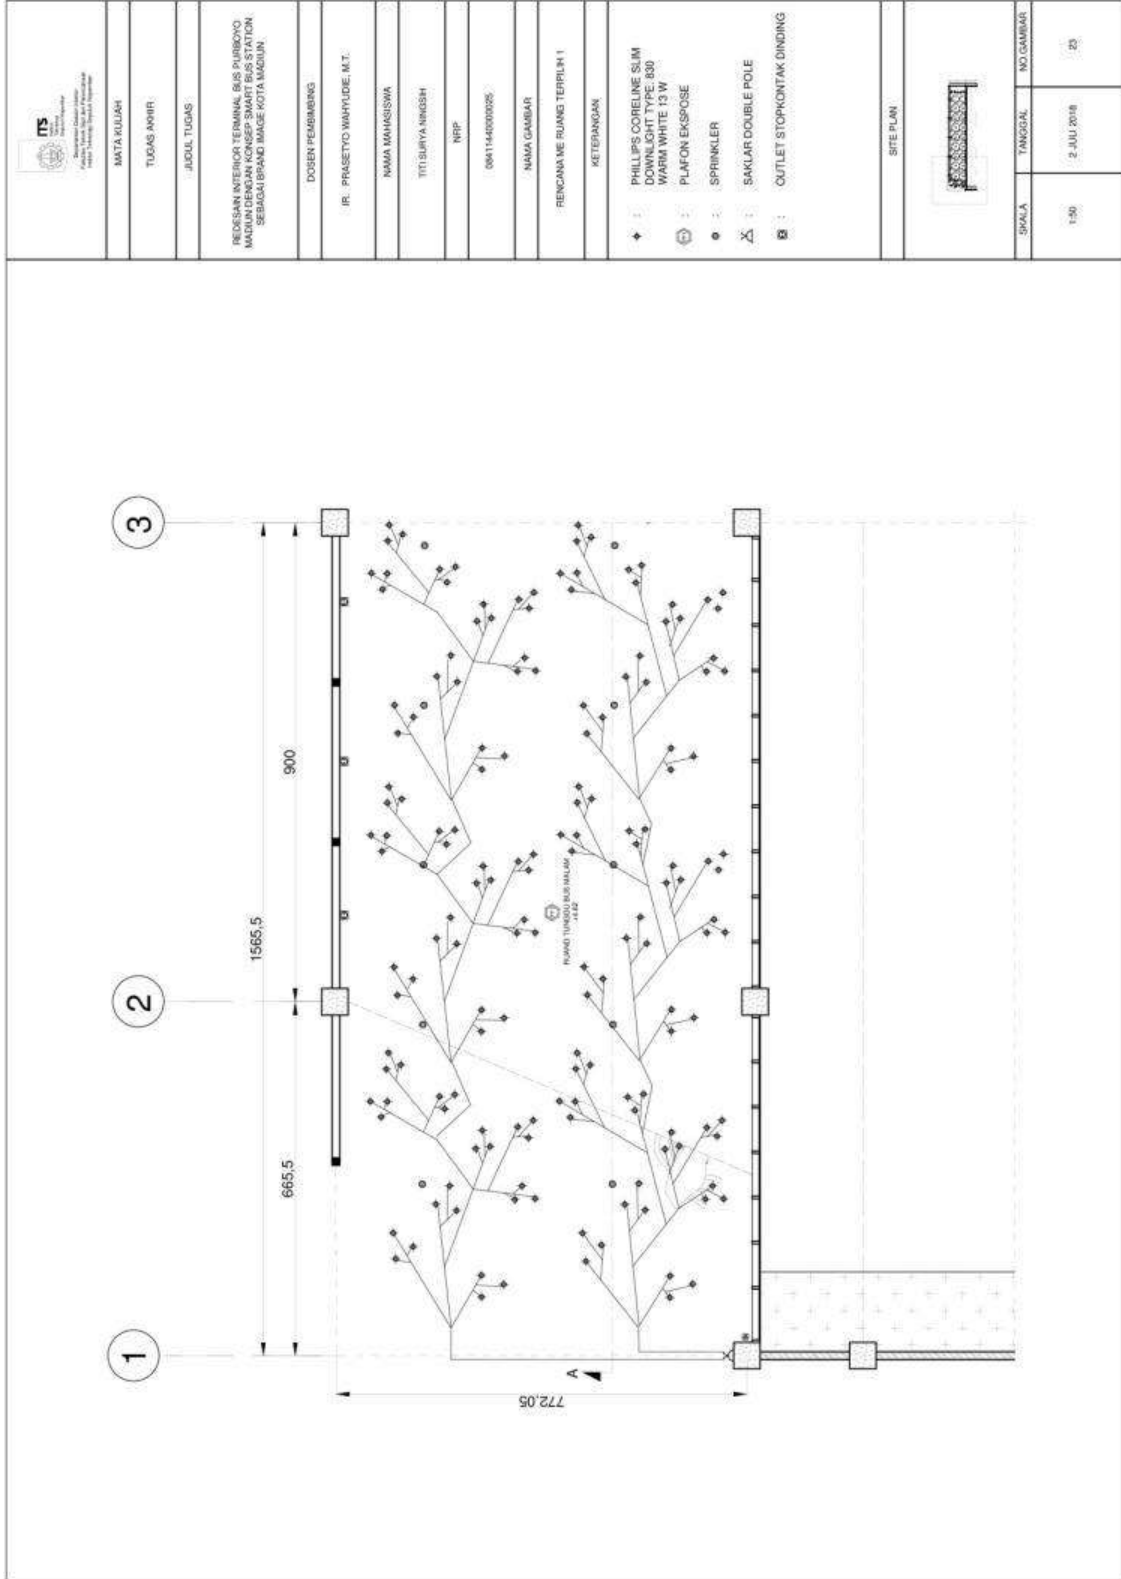 ITS
MATA KULIAH
TUGAS AKHIR
JUDUL TUGAS
REDESAIN INTERIOR TERMINAL BUS PURBOYO
MADIUN DENGAN KONSEP SMART BUS STATION
SEBAGAI BRAND IMAGE KOTA MADIUN
DOSEN PEMBIMBING
IR. PRASETYO WAHYUDIE, M.T.
NAMA MAHASISWA
TITI SURYA NINGSIH
NRP
NAMA GAMBAR
RENCANA ME RUANG TERPILIH 1
KETERANGAN
: PHILLIPS CORELINE SLIM
DOWNLIGHT TYPE. 830
WARM WHITE 13 W
: PLAFON EKSPOSE
: SPRINKLER
: SAKLAR DOUBLE POLE
: OUTLET STOPKONTAK DINDING
SITE PLAN
SKALA
TANGGAL
NO.GAMBAR
1:50
2 JULI 2018
23
1
2
3
1565,5
665,5
900
772,05
A
RUANG TUNGGU BUS MALAM